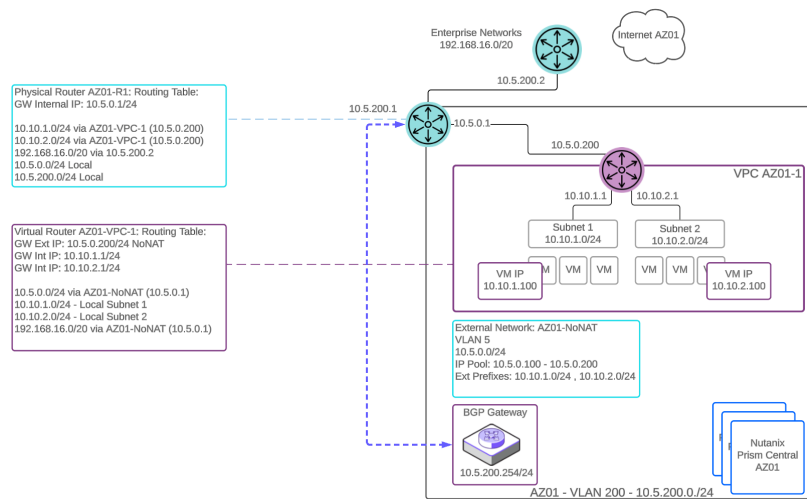 Enterprise Networks
192.168.16.0/20
Internet AZ01
10.5.200.2
Physical Router AZ01-R1: Routing Table:
GW Internal IP: 10.5.0.1/24
10.10.1.0/24 via AZ01-VPC-1 (10.5.0.200)
10.10.2.0/24 via AZ01-VPC-1 (10.5.0.200)
192.168.16.0/20 via 10.5.200.2
10.5.0.0/24 Local
10.5.200.0/24 Local
10.5.200.1
10.5.0.1
10.5.0.200
VPC AZ01-1
10.10.1.1
10.10.2.1
Subnet 1
10.10.1.0/24
Subnet 2
10.10.2.0/24
VM
VM
VM
VM
VM
VM
VM IP
10.10.1.100
VM IP
10.10.2.100
Virtual Router AZ01-VPC-1: Routing Table:
GW Ext IP: 10.5.0.200/24 NoNAT
GW Int IP: 10.10.1.1/24
GW Int IP: 10.10.2.1/24
10.5.0.0/24 via AZ01-NoNAT (10.5.0.1)
10.10.1.0/24 - Local Subnet 1
10.10.2.0/24 - Local Subnet 2
192.168.16.0/20 via AZ01-NoNAT (10.5.0.1)
External Network: AZ01-NoNAT
VLAN 5
10.5.0.0/24
IP Pool: 10.5.0.100 - 10.5.0.200
Ext Prefixes: 10.10.1.0/24 , 10.10.2.0/24
BGP Gateway
10.5.200.254/24
Nutanix
Prism Central
AZ01
AZ01 - VLAN 200 - 10.5.200.0./24